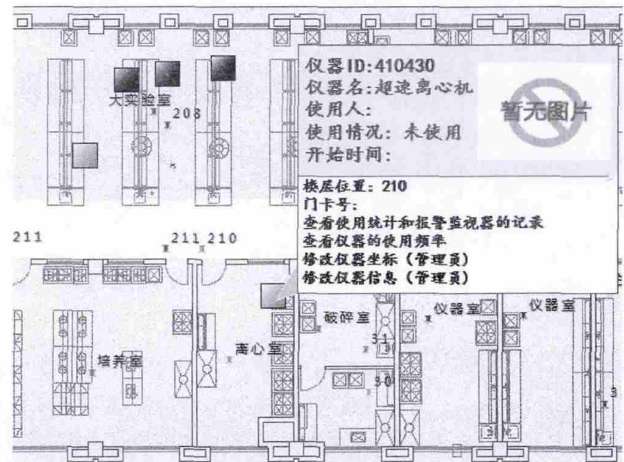 仪器ID:410430
仪器名:超速离心机
使用人:
使用情况: 未使用
开始时间:
暂无图片
楼层位置: 210
门卡号:
查看使用统计和报警监视器的记录
查看仪器的使用频率
修改仪器坐标 (管理员)
修改仪器信息 (管理员)
大实验室
208
211
211 210
离心室
破碎室
仪器室
仪器室
培养室
31
30
3